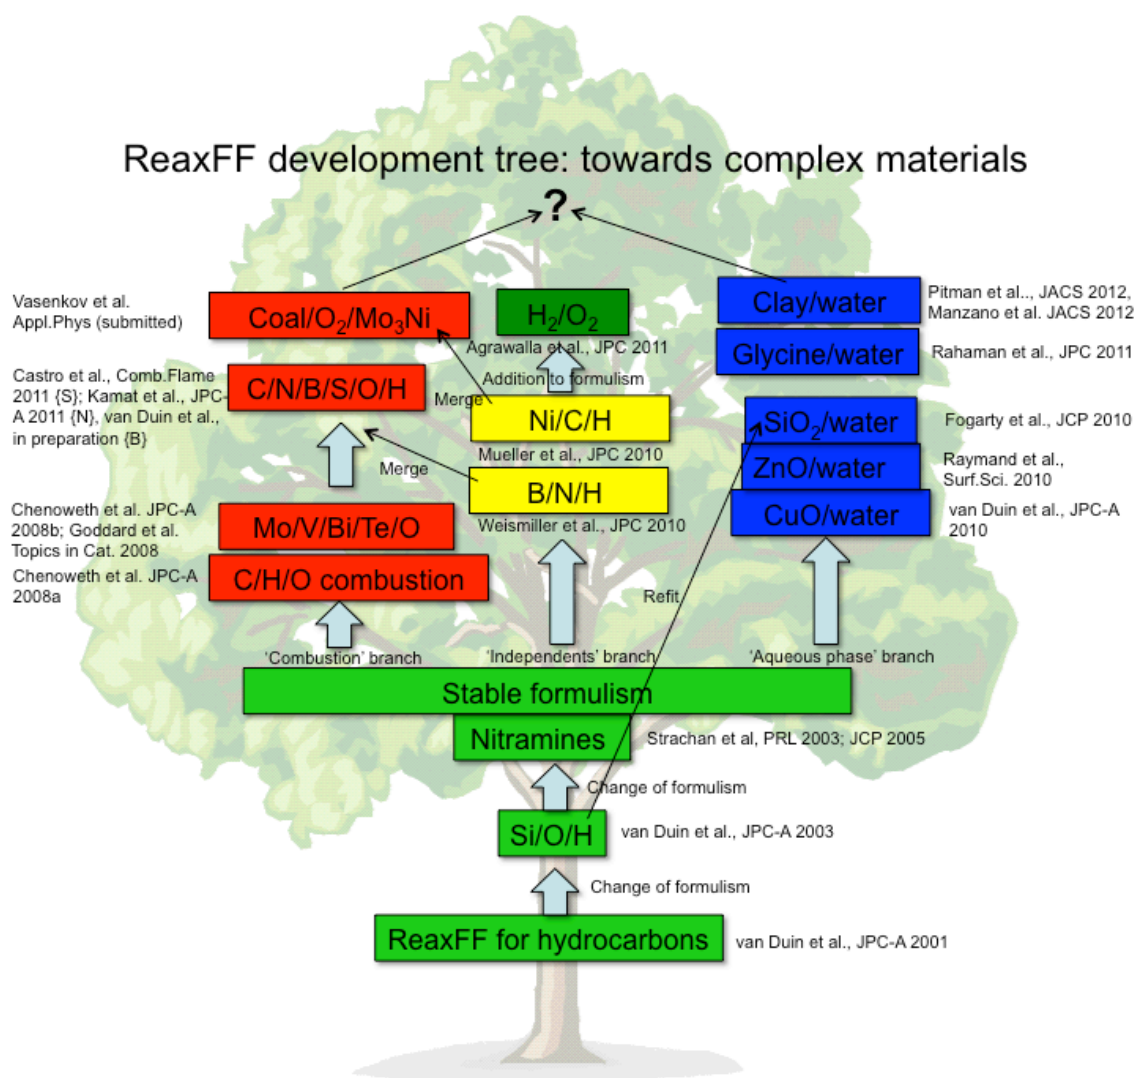 ReaxFF development tree: towards complex materials
?
Vasenkov et al.
Appl.Phys (submitted)
Coal/O₂/Mo₃Ni
H₂/O₂
Agrawalla et al., JPC 2011
Clay/water
Pitman et al.., JACS 2012,
Manzano et al. JACS 2012
Glycine/water
Rahaman et al., JPC 2011
Castro et al., Comb.Flame
2011 {S}; Kamat et al., JPC-
A 2011 {N}, van Duin et al.,
in preparation {B}
C/N/B/S/O/H
Addition to formulism
Merge
Ni/C/H
Mueller et al., JPC 2010
SiO₂/water
Fogarty et al., JCP 2010
Merge
B/N/H
Weismiller et al., JPC 2010
ZnO/water
Raymand et al.,
Surf.Sci. 2010
Chenoweth et al. JPC-A
2008b; Goddard et al.
Topics in Cat. 2008
Mo/V/Bi/Te/O
CuO/water
van Duin et al., JPC-A
2010
Chenoweth et al. JPC-A
2008a
C/H/O combustion
Refit
‘Combustion’ branch
‘Independents’ branch
‘Aqueous phase’ branch
Stable formulism
Nitramines
Strachan et al, PRL 2003; JCP 2005
Change of formulism
Si/O/H
van Duin et al., JPC-A 2003
Change of formulism
ReaxFF for hydrocarbons
van Duin et al., JPC-A 2001